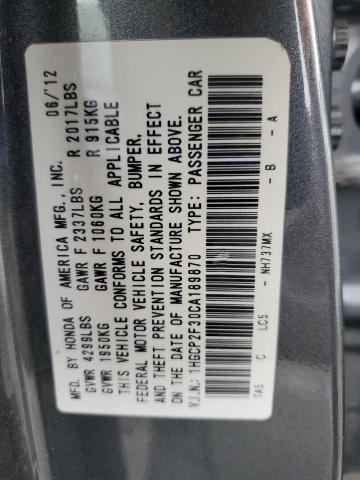 MFD. BY HONDA OF AMERICA MFG., INC. 06/12
GVWR 4299LBS GAWR F 2337LBS R 2017LBS
GVWR 1950KG GAWR F 1060KG R 915KG
THIS VEHICLE CONFORMS TO ALL APPLICABLE
FEDERAL MOTOR VEHICLE SAFETY, BUMPER,
AND THEFT PREVENTION STANDARDS IN EFFECT
ON THE DATE OF MANUFACTURE SHOWN ABOVE.
V.I.N.: 1HGCP2F30CA189870 TYPE: PASSENGER CAR
TA5 C LC5 - NH737MX - B - A